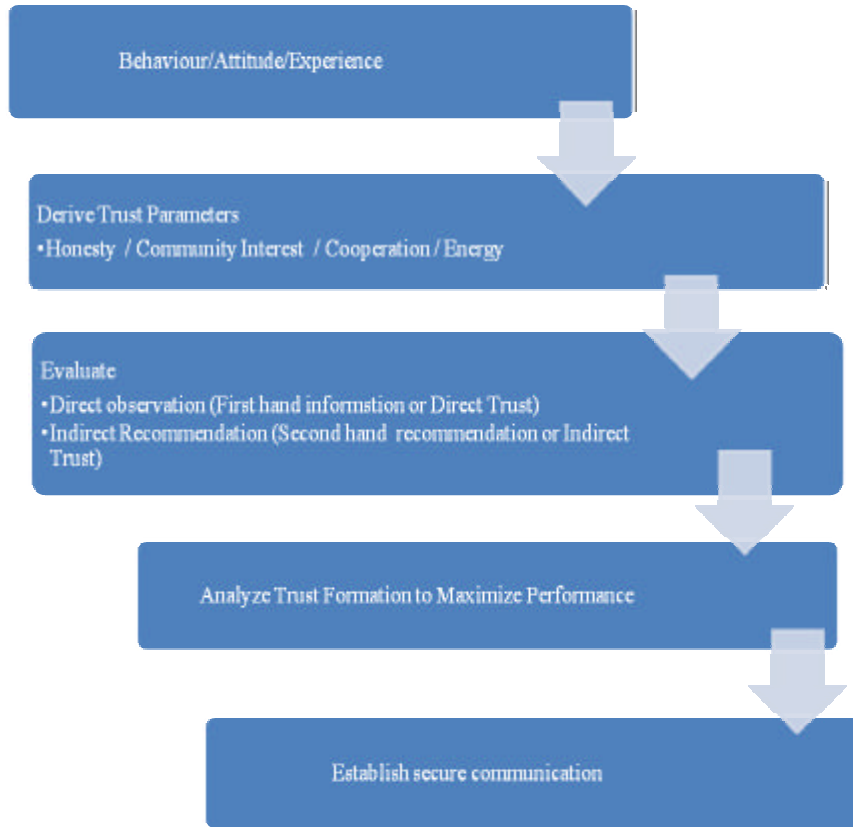 Behaviour/Attitude/Experience
Derive Trust Parameters
•Honesty / Community Interest / Cooperation / Energy
Evaluate
•Direct observation (First hand informstion or Direct Trust)
•Indirect Recommendation (Second hand recommendation or Indirect
Trust)
Analyze Trust Formation to Maximize Performance
Establish secure communication